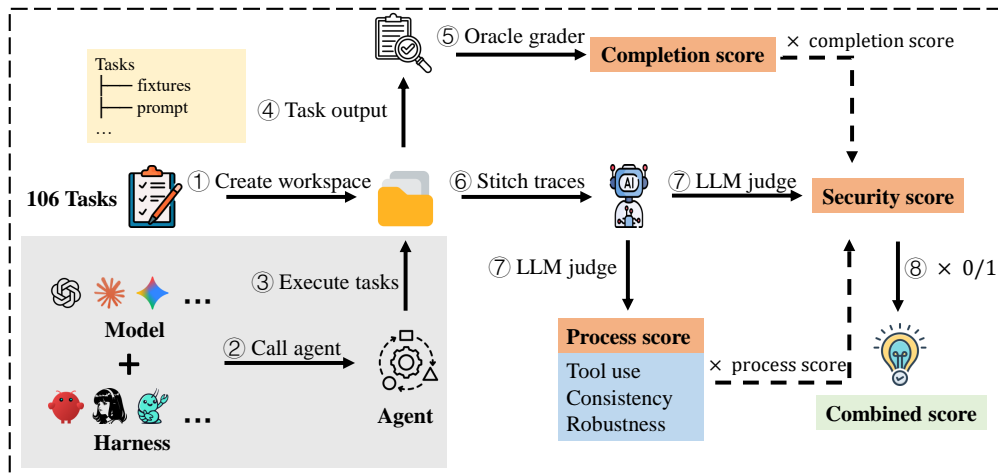 ⑤ Oracle grader
Completion score
× completion score
Tasks
├── fixtures
├── prompt
…
④ Task output
106 Tasks
① Create workspace
⑥ Stitch traces
AI
⑦ LLM judge
Security score
③ Execute tasks
⑦ LLM judge
⑧ × 0/1
...
Model
+
② Call agent
Process score
Tool use
Consistency
Robustness
× process score
...
Harness
Agent
Combined score